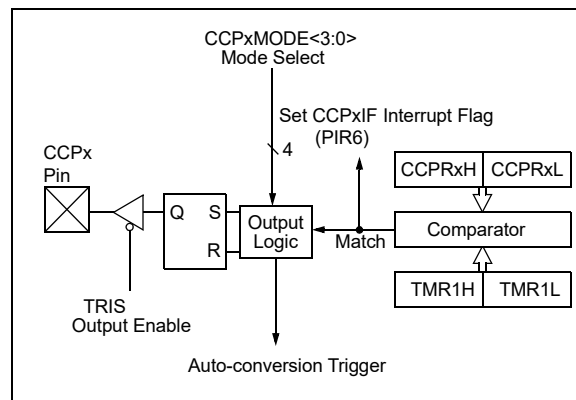 CCPxMODE<3:0>
Mode Select
Set CCPxIF Interrupt Flag
(PIR6)
4
CCPx
Pin
CCPRxH CCPRxL
Q S
R
Output
Logic
Match
Comparator
TMR1H TMR1L
TRIS
Output Enable
Auto-conversion Trigger